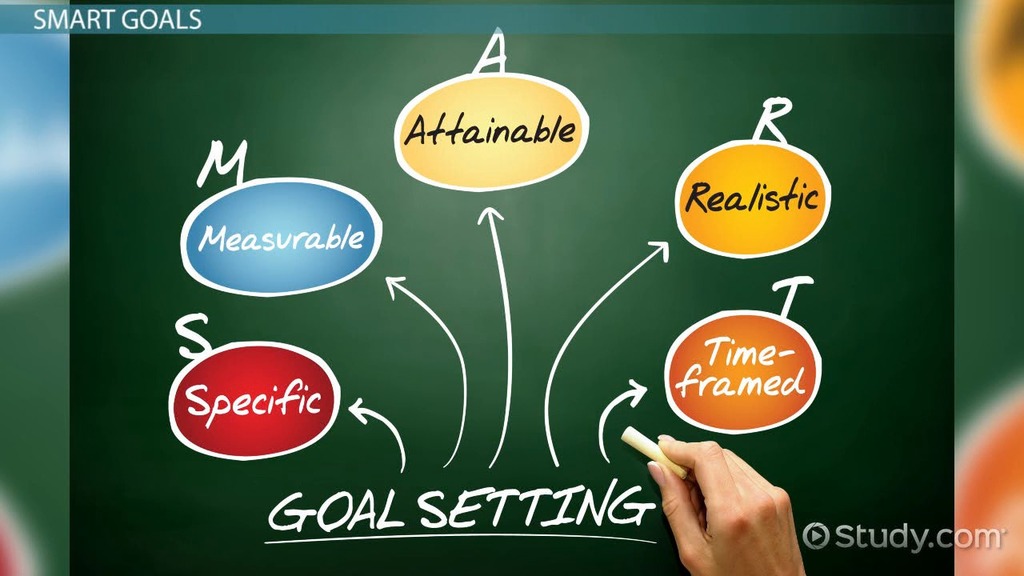 SMART GOALS
A
Attainable
M
Measurable
R
Realistic
S
Specific
T
Time-
framed
GOAL SETTING
Study.com